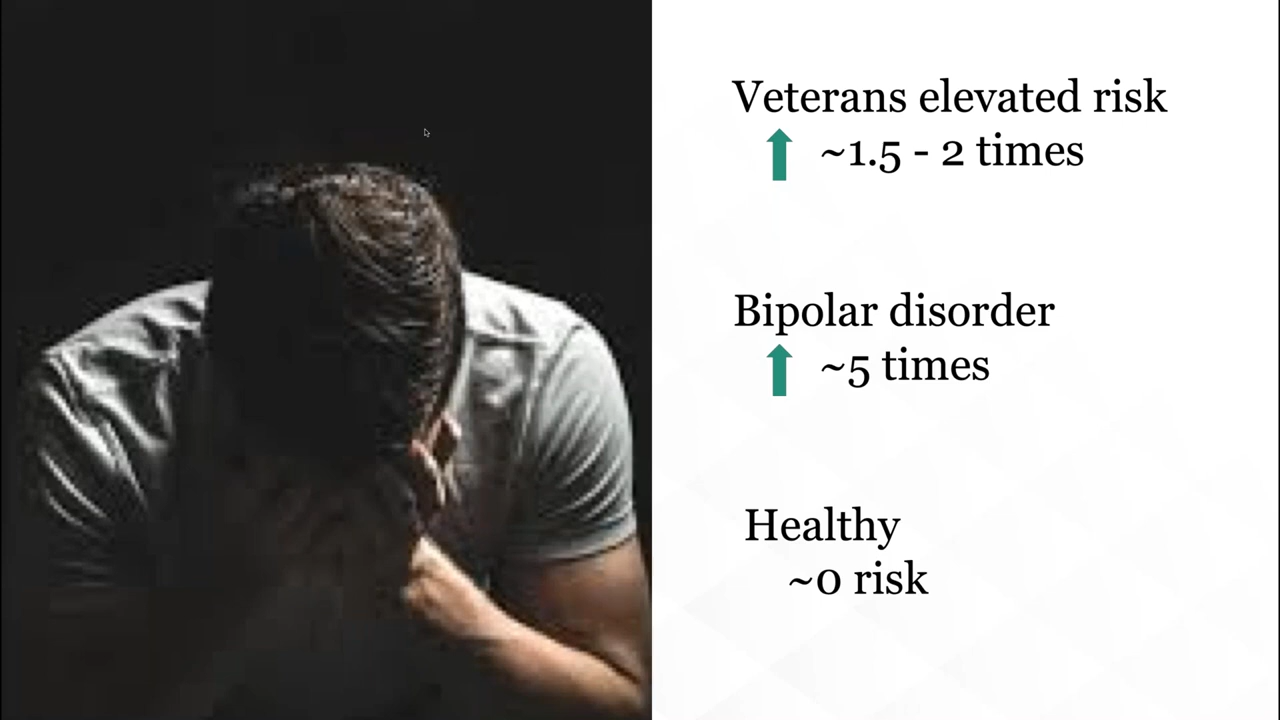 Veterans elevated risk
~1.5 - 2 times
Bipolar disorder
~5 times
Healthy
~0 risk